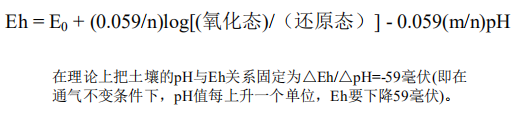 Eh = E₀ + (0.059/n)log[(氧化态)/（还原态）] - 0.059(m/n)pH
在理论上把土壤的pH与Eh关系固定为△Eh/△pH=-59毫伏(即在
通气不变条件下，pH值每上升一个单位，Eh要下降59毫伏)。